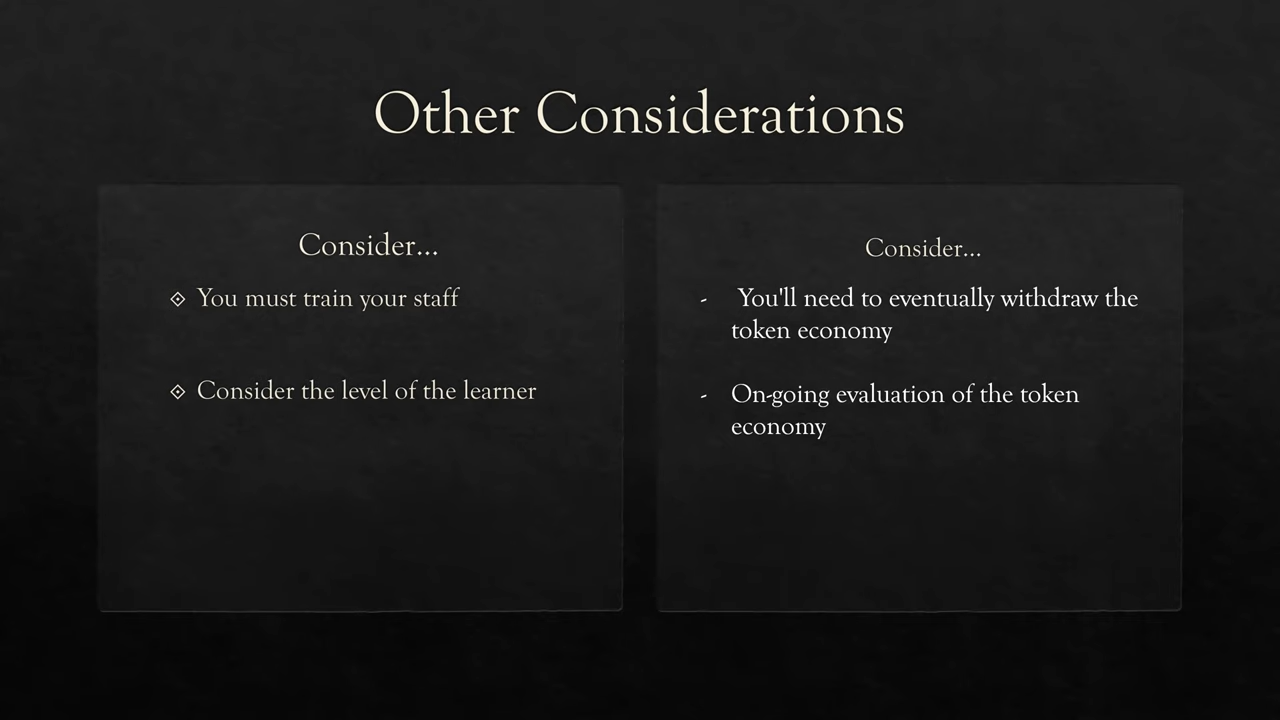 Other Considerations
Consider...
◈ You must train your staff
◈ Consider the level of the learner
Consider...
- You'll need to eventually withdraw the
token economy
- On-going evaluation of the token
economy